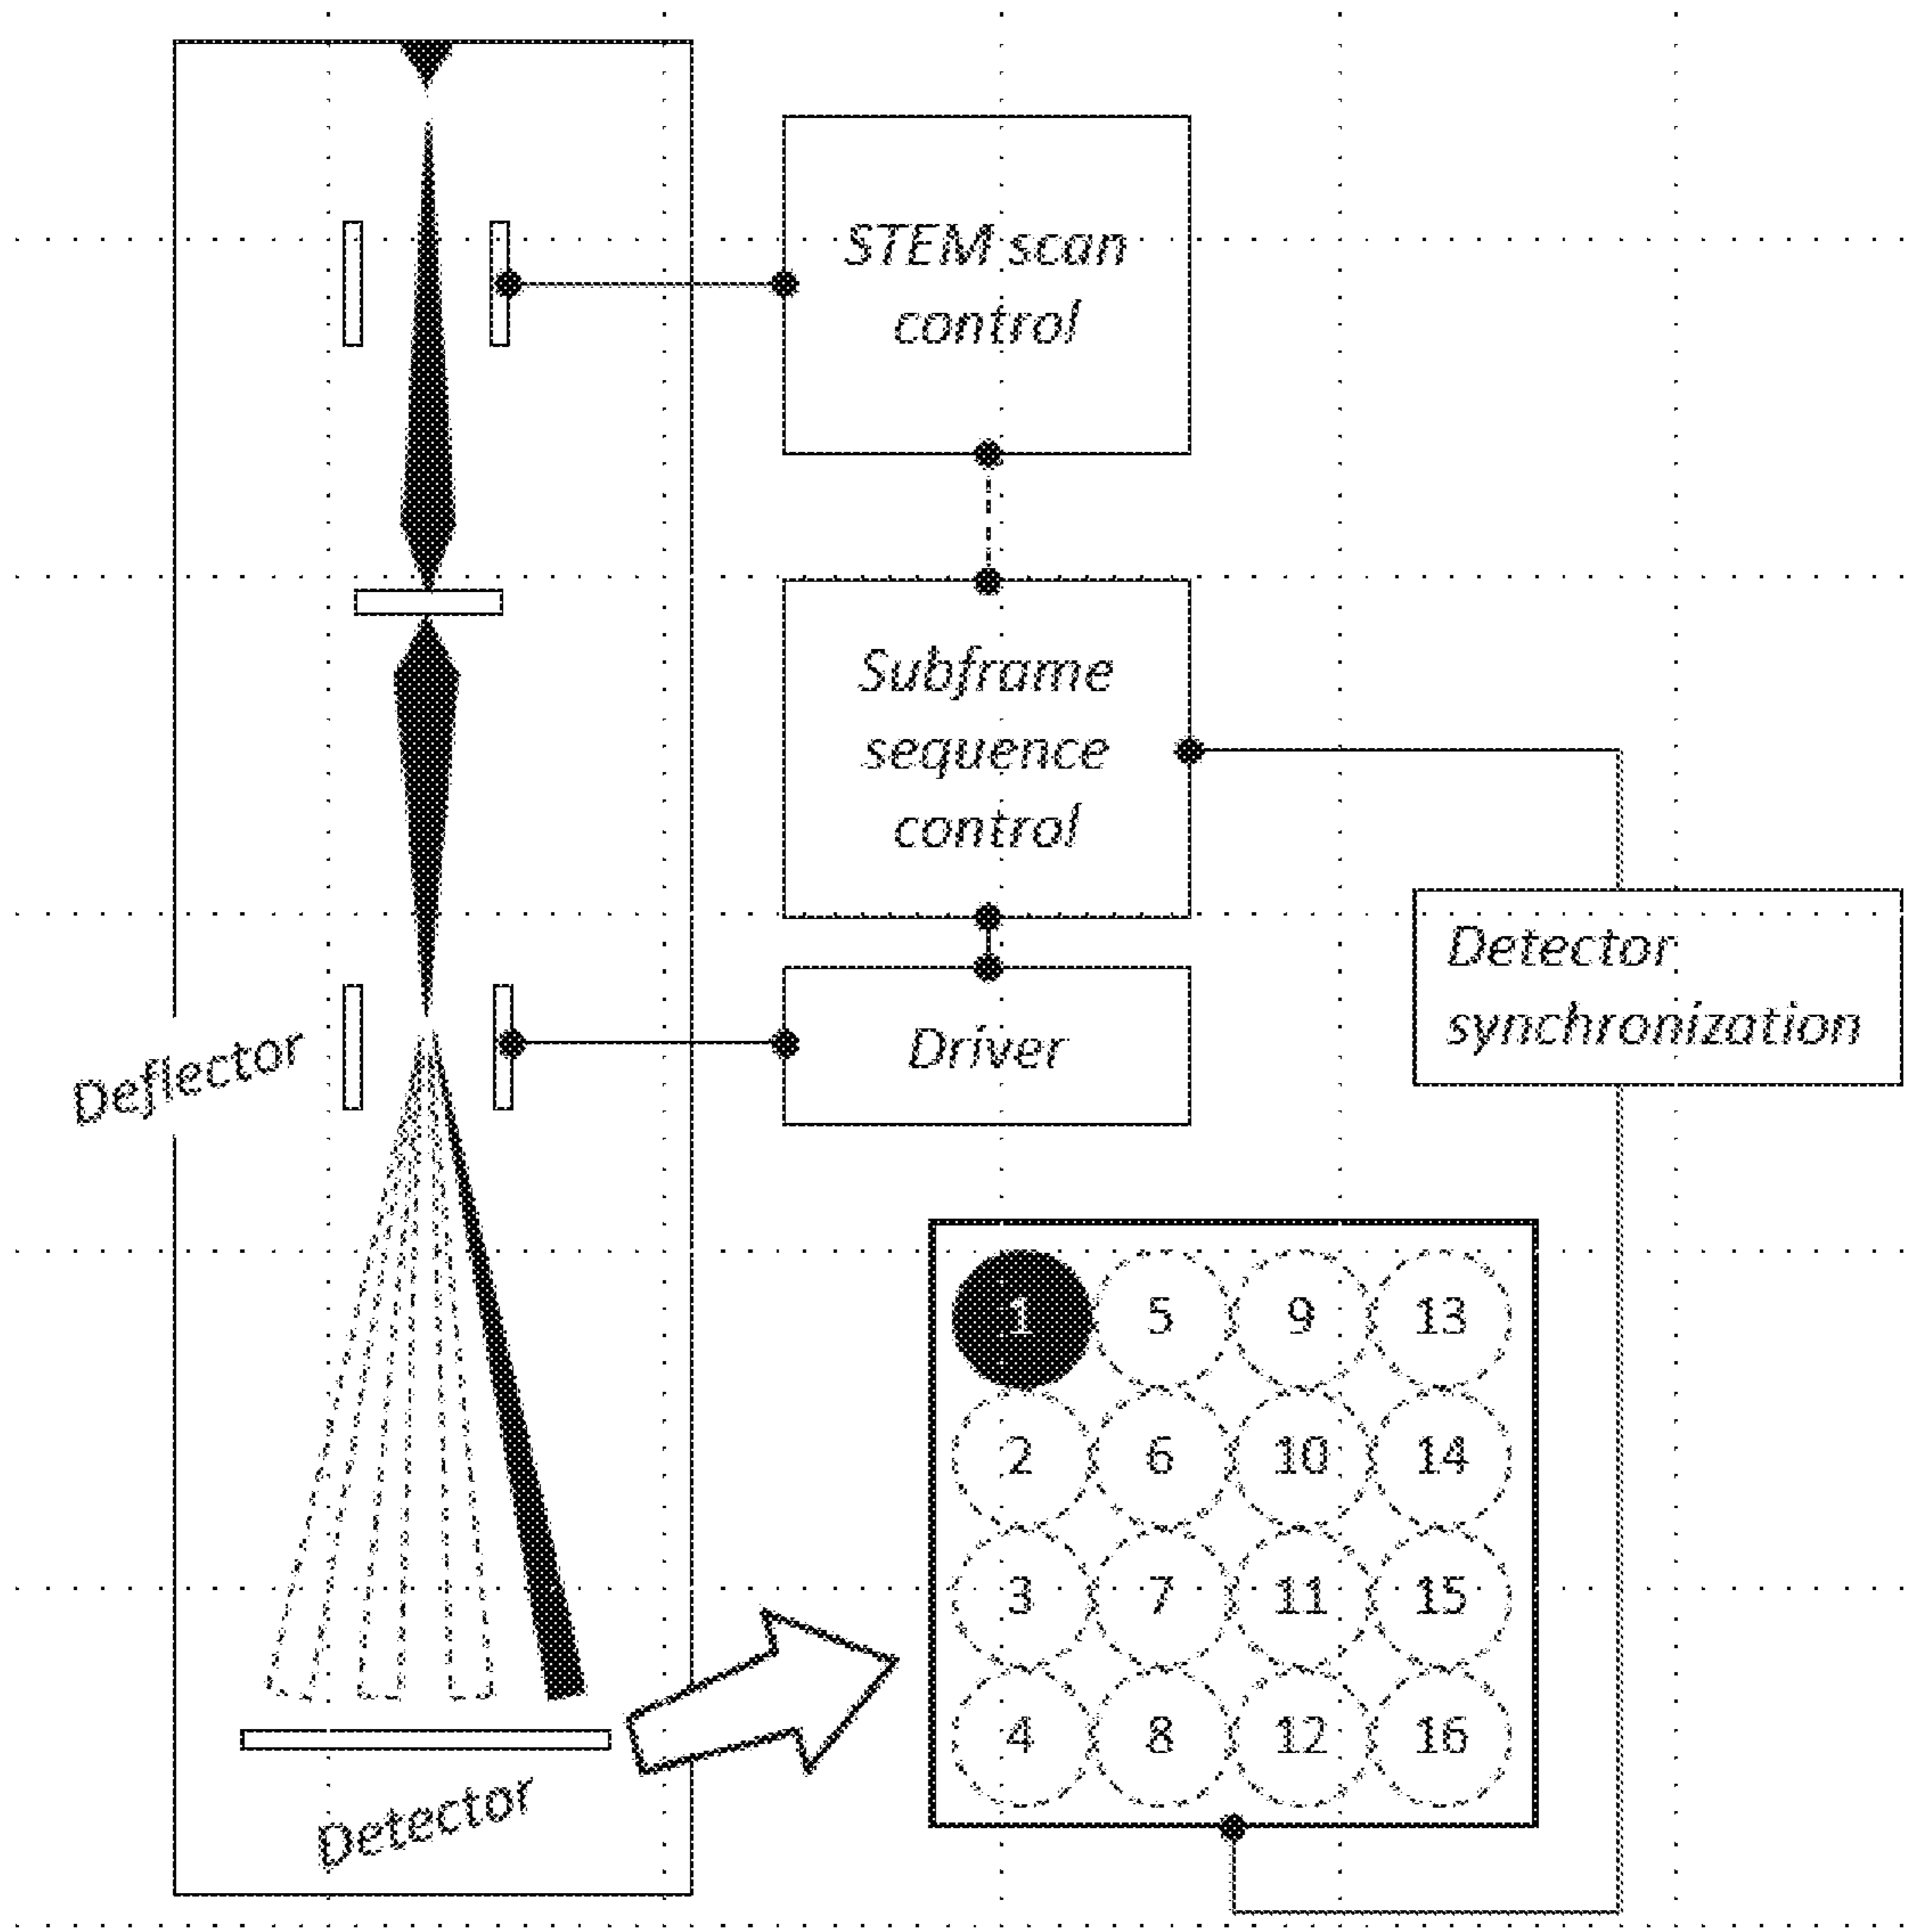 STEM scan
control
Subframe
sequence
control
Detector
synchronization
Deflector
Driver
1 5 9 13
2 6 10 14
3 7 11 15
4 8 12 16
Detector